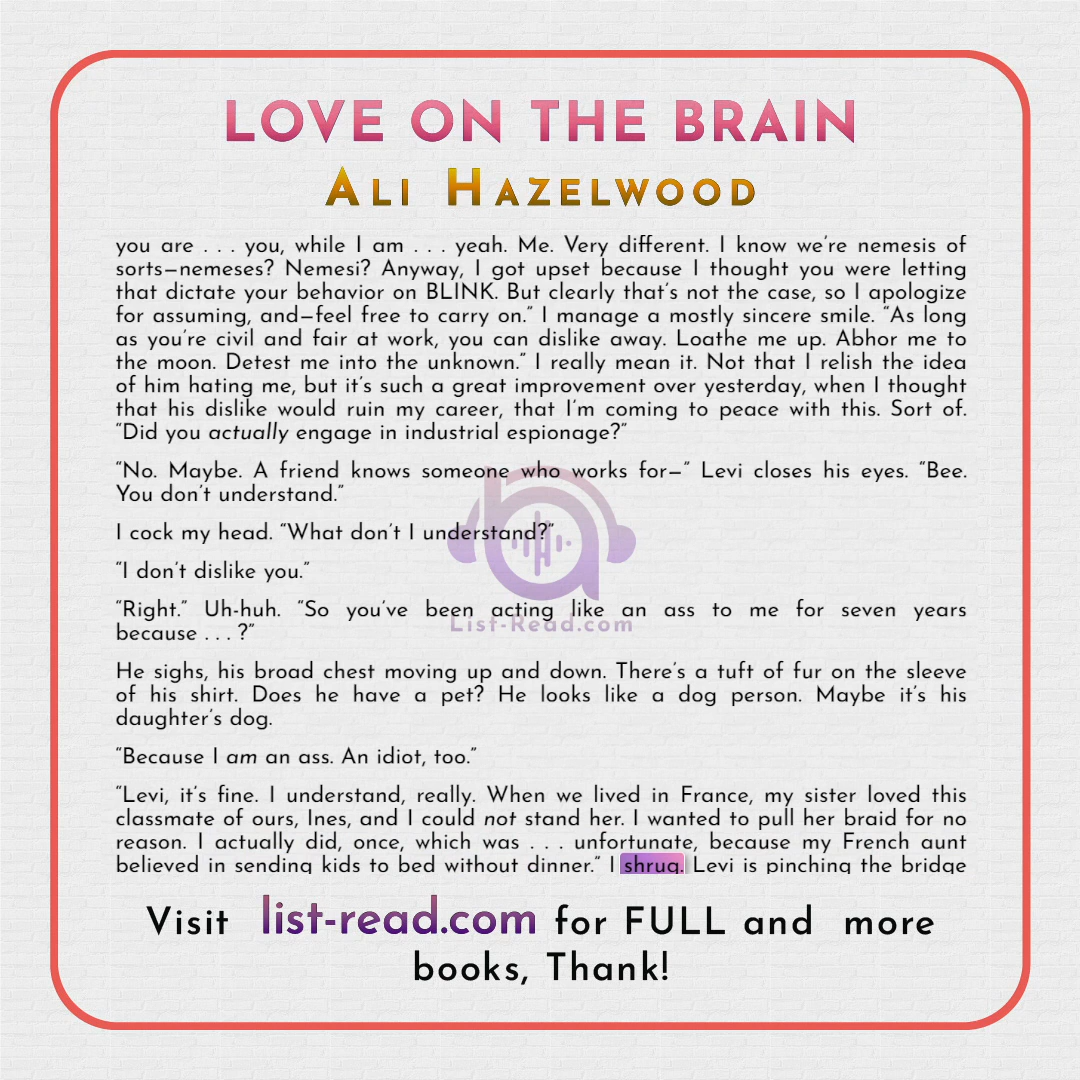 LOVE ON THE BRAIN
ALI HAZELWOOD
you are . . . you, while I am . . . yeah. Me. Very different. I know we’re nemesis of
sorts—nemeses? Nemesi? Anyway, I got upset because I thought you were letting
that dictate your behavior on BLINK. But clearly that’s not the case, so I apologize
for assuming, and—feel free to carry on.” I manage a mostly sincere smile. “As long
as you’re civil and fair at work, you can dislike away. Loathe me up. Abhor me to
the moon. Detest me into the unknown.” I really mean it. Not that I relish the idea
of him hating me, but it’s such a great improvement over yesterday, when I thought
that his dislike would ruin my career, that I’m coming to peace with this. Sort of.
“Did you actually engage in industrial espionage?”
“No. Maybe. A friend knows someone who works for—” Levi closes his eyes. “Bee.
You don’t understand.”
I cock my head. “What don’t I understand?”
“I don’t dislike you.”
“Right.” Uh-huh. “So you’ve been acting like an ass to me for seven years
because . . . ?”
List-Read.com
He sighs, his broad chest moving up and down. There’s a tuft of fur on the sleeve
of his shirt. Does he have a pet? He looks like a dog person. Maybe it’s his
daughter’s dog.
“Because I am an ass. An idiot, too.”
“Levi, it’s fine. I understand, really. When we lived in France, my sister loved this
classmate of ours, Ines, and I could not stand her. I wanted to pull her braid for no
reason. I actually did, once, which was . . . unfortunate, because my French aunt
believed in sending kids to bed without dinner.” I shrug. Levi is pinching the bridge
Visit list-read.com for FULL and more
books, Thank!